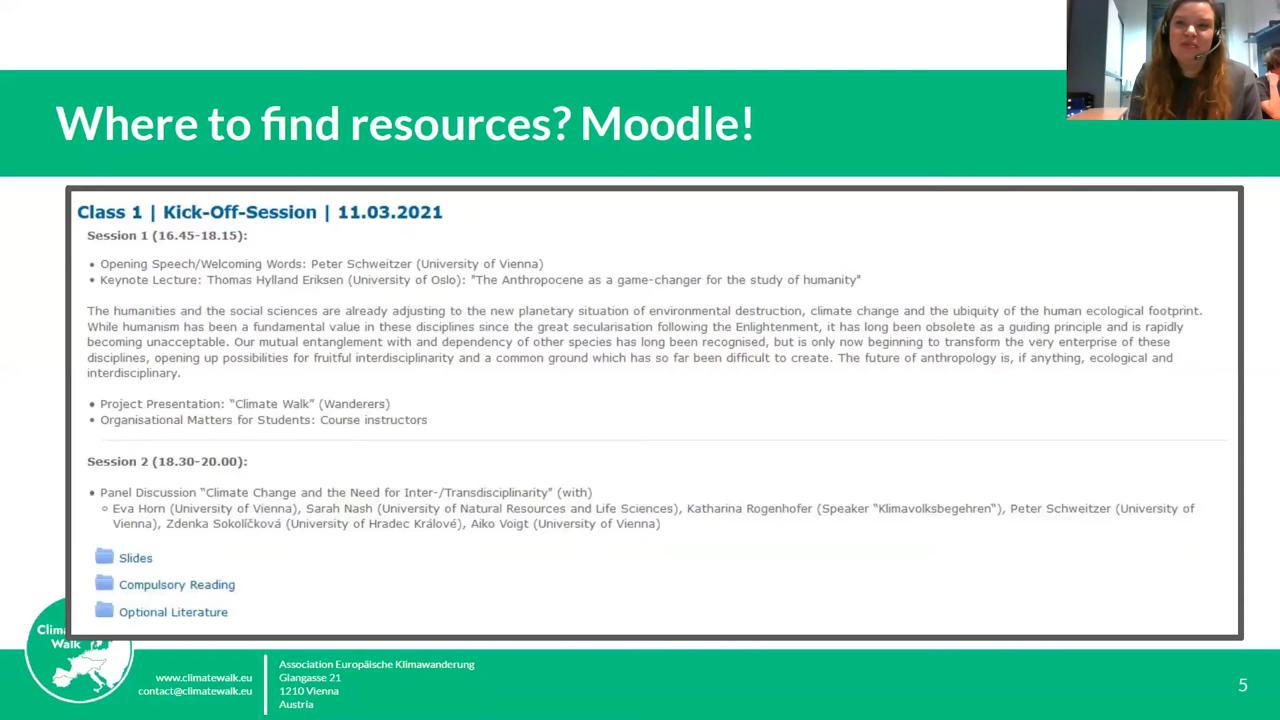 Where to find resources? Moodle!
Class 1 | Kick-Off-Session | 11.03.2021
Session 1 (16.45-18.15):
• Opening Speech/Welcoming Words: Peter Schweitzer (University of Vienna)
• Keynote Lecture: Thomas Hylland Eriksen (University of Oslo): "The Anthropocene as a game-changer for the study of humanity"
The humanities and the social sciences are already adjusting to the new planetary situation of environmental destruction, climate change and the ubiquity of the human ecological footprint.
While humanism has been a fundamental value in these disciplines since the great secularisation following the Enlightenment, it has long been obsolete as a guiding principle and is rapidly
becoming unacceptable. Our mutual entanglement with and dependency of other species has long been recognised, but is only now beginning to transform the very enterprise of these
disciplines, opening up possibilities for fruitful interdisciplinarity and a common ground which has so far been difficult to create. The future of anthropology is, if anything, ecological and
interdisciplinary.
• Project Presentation: “Climate Walk” (Wanderers)
• Organisational Matters for Students: Course instructors
Session 2 (18.30-20.00):
• Panel Discussion “Climate Change and the Need for Inter-/Transdisciplinarity” (with)
○ Eva Horn (University of Vienna), Sarah Nash (University of Natural Resources and Life Sciences), Katharina Rogenhofer (Speaker “Klimavolksbegehren“), Peter Schweitzer (University of
Vienna), Zdenka Sokolíčková (University of Hradec Králové), Aiko Voigt (University of Vienna)
Slides
Compulsory Reading
Optional Literature
Clima
Walk
www.climatewalk.eu
contact@climatewalk.eu
Association Europäische Klimawanderung
Glangasse 21
1210 Vienna
Austria
5